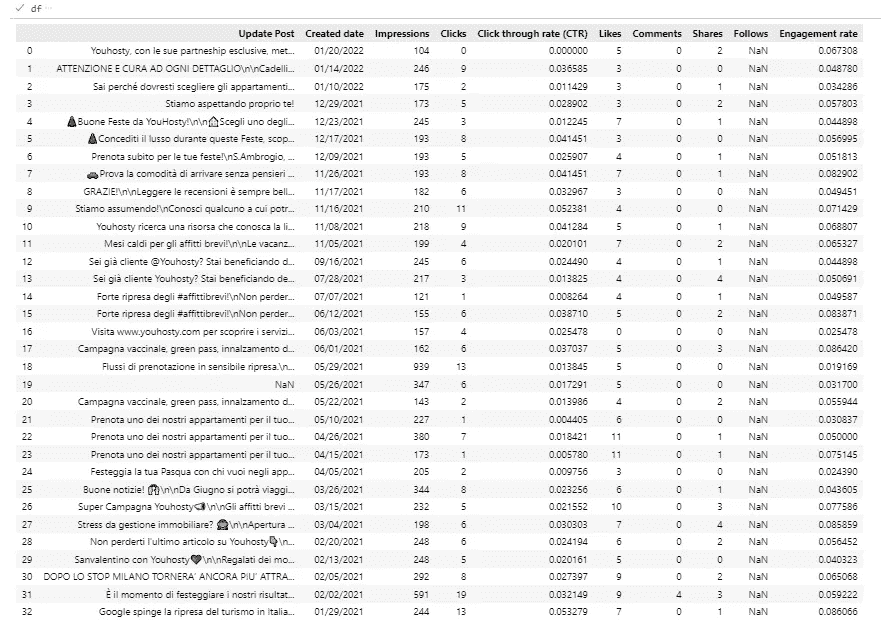 df
Update Post Created date Impressions Clicks Click through rate (CTR) Likes Comments Shares Follows Engagement rate
0 Youhosty, con le sue partneship esclusive, met... 01/20/2022 104 0 0.000000 5 0 2 NaN 0.067308
1 ATTENZIONE E CURA AD OGNI DETTAGLIO\n\nCadelli... 01/14/2022 246 9 0.036585 3 0 0 NaN 0.048780
2 Sai perché dovresti scegliere gli appartamenti... 01/10/2022 175 2 0.011429 3 0 1 NaN 0.034286
3 Stiamo aspettando proprio te! 12/29/2021 173 5 0.028902 3 0 2 NaN 0.057803
4 🎄Buone Feste da YouHosty!\n\n🏠Scegli uno degli... 12/23/2021 245 3 0.012245 7 0 1 NaN 0.044898
5 🎄Concediti il lusso durante queste Feste, scop... 12/17/2021 193 8 0.041451 3 0 0 NaN 0.056995
6 Prenota subito per le tue feste!\nS.Ambrogio, ... 12/09/2021 193 5 0.025907 4 0 1 NaN 0.051813
7 🚗Prova la comodità di arrivare senza pensieri ... 11/26/2021 193 8 0.041451 7 0 1 NaN 0.082902
8 GRAZIE!\n\nLeggere le recensioni è sempre bell... 11/17/2021 182 6 0.032967 3 0 0 NaN 0.049451
9 Stiamo assumendo!\nConosci qualcuno a cui potr... 11/16/2021 210 11 0.052381 4 0 0 NaN 0.071429
10 Youhosty ricerca una risorsa che conosca la li... 11/08/2021 218 9 0.041284 5 0 1 NaN 0.068807
11 Mesi caldi per gli affitti brevi!\n\nLe vacanz... 11/05/2021 199 4 0.020101 7 0 2 NaN 0.065327
12 Sei già cliente @Youhosty? Stai beneficiando d... 09/16/2021 245 6 0.024490 4 0 1 NaN 0.044898
13 Sei già cliente Youhosty? Stai beneficiando de... 07/28/2021 217 3 0.013825 4 0 4 NaN 0.050691
14 Forte ripresa degli #affittibrevi!\nNon perder... 07/07/2021 121 1 0.008264 4 0 1 NaN 0.049587
15 Forte ripresa degli #affittibrevi!\nNon perder... 06/12/2021 155 6 0.038710 5 0 2 NaN 0.083871
16 Visita www.youhosty.com per scoprire i servizi... 06/03/2021 157 4 0.025478 0 0 0 NaN 0.025478
17 Campagna vaccinale, green pass, innalzamento d... 06/01/2021 162 6 0.037037 5 0 3 NaN 0.086420
18 Flussi di prenotazione in sensibile ripresa.\n... 05/29/2021 939 13 0.013845 5 0 0 NaN 0.019169
19 NaN 05/26/2021 347 6 0.017291 5 0 0 NaN 0.031700
20 Campagna vaccinale, green pass, innalzamento d... 05/22/2021 143 2 0.013986 4 0 2 NaN 0.055944
21 Prenota uno dei nostri appartamenti per il tuo... 05/10/2021 227 1 0.004405 6 0 0 NaN 0.030837
22 Prenota uno dei nostri appartamenti per il tuo... 04/26/2021 380 7 0.018421 11 0 1 NaN 0.050000
23 Prenota uno dei nostri appartamenti per il tuo... 04/15/2021 173 1 0.005780 11 0 1 NaN 0.075145
24 Festeggia la tua Pasqua con chi vuoi negli app... 04/05/2021 205 2 0.009756 3 0 0 NaN 0.024390
25 Buone notizie! \n\nDa Giugno si potrà viaggi... 03/26/2021 344 8 0.023256 6 0 1 NaN 0.043605
26 Super Campagna Youhosty\n\nGli affitti brevi ... 03/15/2021 232 5 0.021552 10 0 3 NaN 0.077586
27 Stress da gestione immobiliare? \n\nApertura ... 03/04/2021 198 6 0.030303 7 0 4 NaN 0.085859
28 Non perderti l'ultimo articolo su Youhosty👇\n... 02/20/2021 248 6 0.024194 6 0 2 NaN 0.056452
29 Sanvalentino con Youhosty❤\n\nRegalati dei mo... 02/13/2021 248 5 0.020161 5 0 0 NaN 0.040323
30 DOPO LO STOP MILANO TORNERA' ANCORA PIU' ATTRA... 02/05/2021 292 8 0.027397 9 0 2 NaN 0.065068
31 È il momento di festeggiare i nostri risultat... 02/02/2021 591 19 0.032149 9 4 3 NaN 0.059222
32 Google spinge la ripresa del turismo in Italia... 01/29/2021 244 13 0.053279 7 0 1 NaN 0.086066